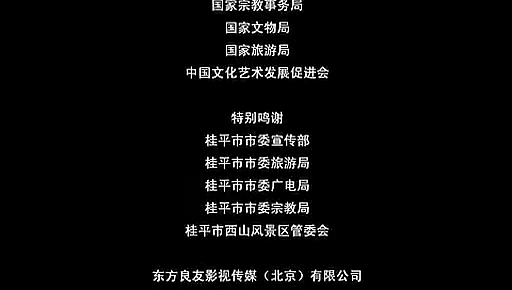 国家宗教事务局
国家文物局
国家旅游局
中国文化艺术发展促进会
特别鸣谢
桂平市市委宣传部
桂平市市委旅游局
桂平市市委广电局
桂平市市委宗教局
桂平市西山风景区管委会
东方良友影视传媒（北京）有限公司